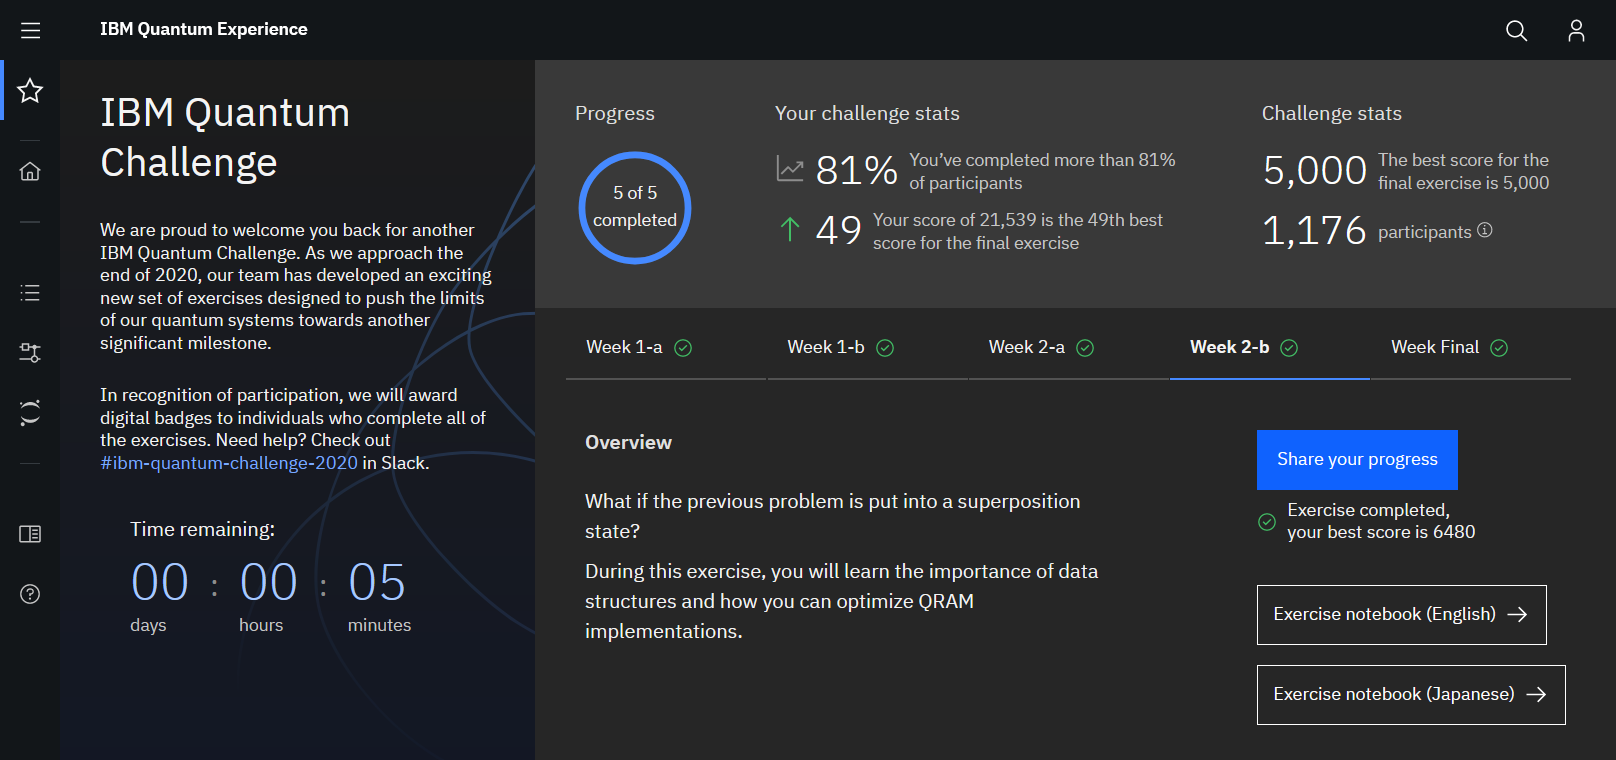 IBM Quantum Experience
IBM Quantum
Challenge
We are proud to welcome you back for another
IBM Quantum Challenge. As we approach the
end of 2020, our team has developed an exciting
new set of exercises designed to push the limits
of our quantum systems towards another
significant milestone.
In recognition of participation, we will award
digital badges to individuals who complete all of
the exercises. Need help? Check out
#ibm-quantum-challenge-2020 in Slack.
Time remaining:
00 : 00 : 05
days hours minutes
Progress
5 of 5
completed
Your challenge stats
81% You’ve completed more than 81%
of participants
49 Your score of 21,539 is the 49th best
score for the final exercise
Challenge stats
5,000 The best score for the
final exercise is 5,000
1,176 participants
Week 1-a Week 1-b Week 2-a Week 2-b Week Final
Overview
What if the previous problem is put into a superposition
state?
During this exercise, you will learn the importance of data
structures and how you can optimize QRAM
implementations.
Share your progress
Exercise completed,
your best score is 6480
Exercise notebook (English)
Exercise notebook (Japanese)